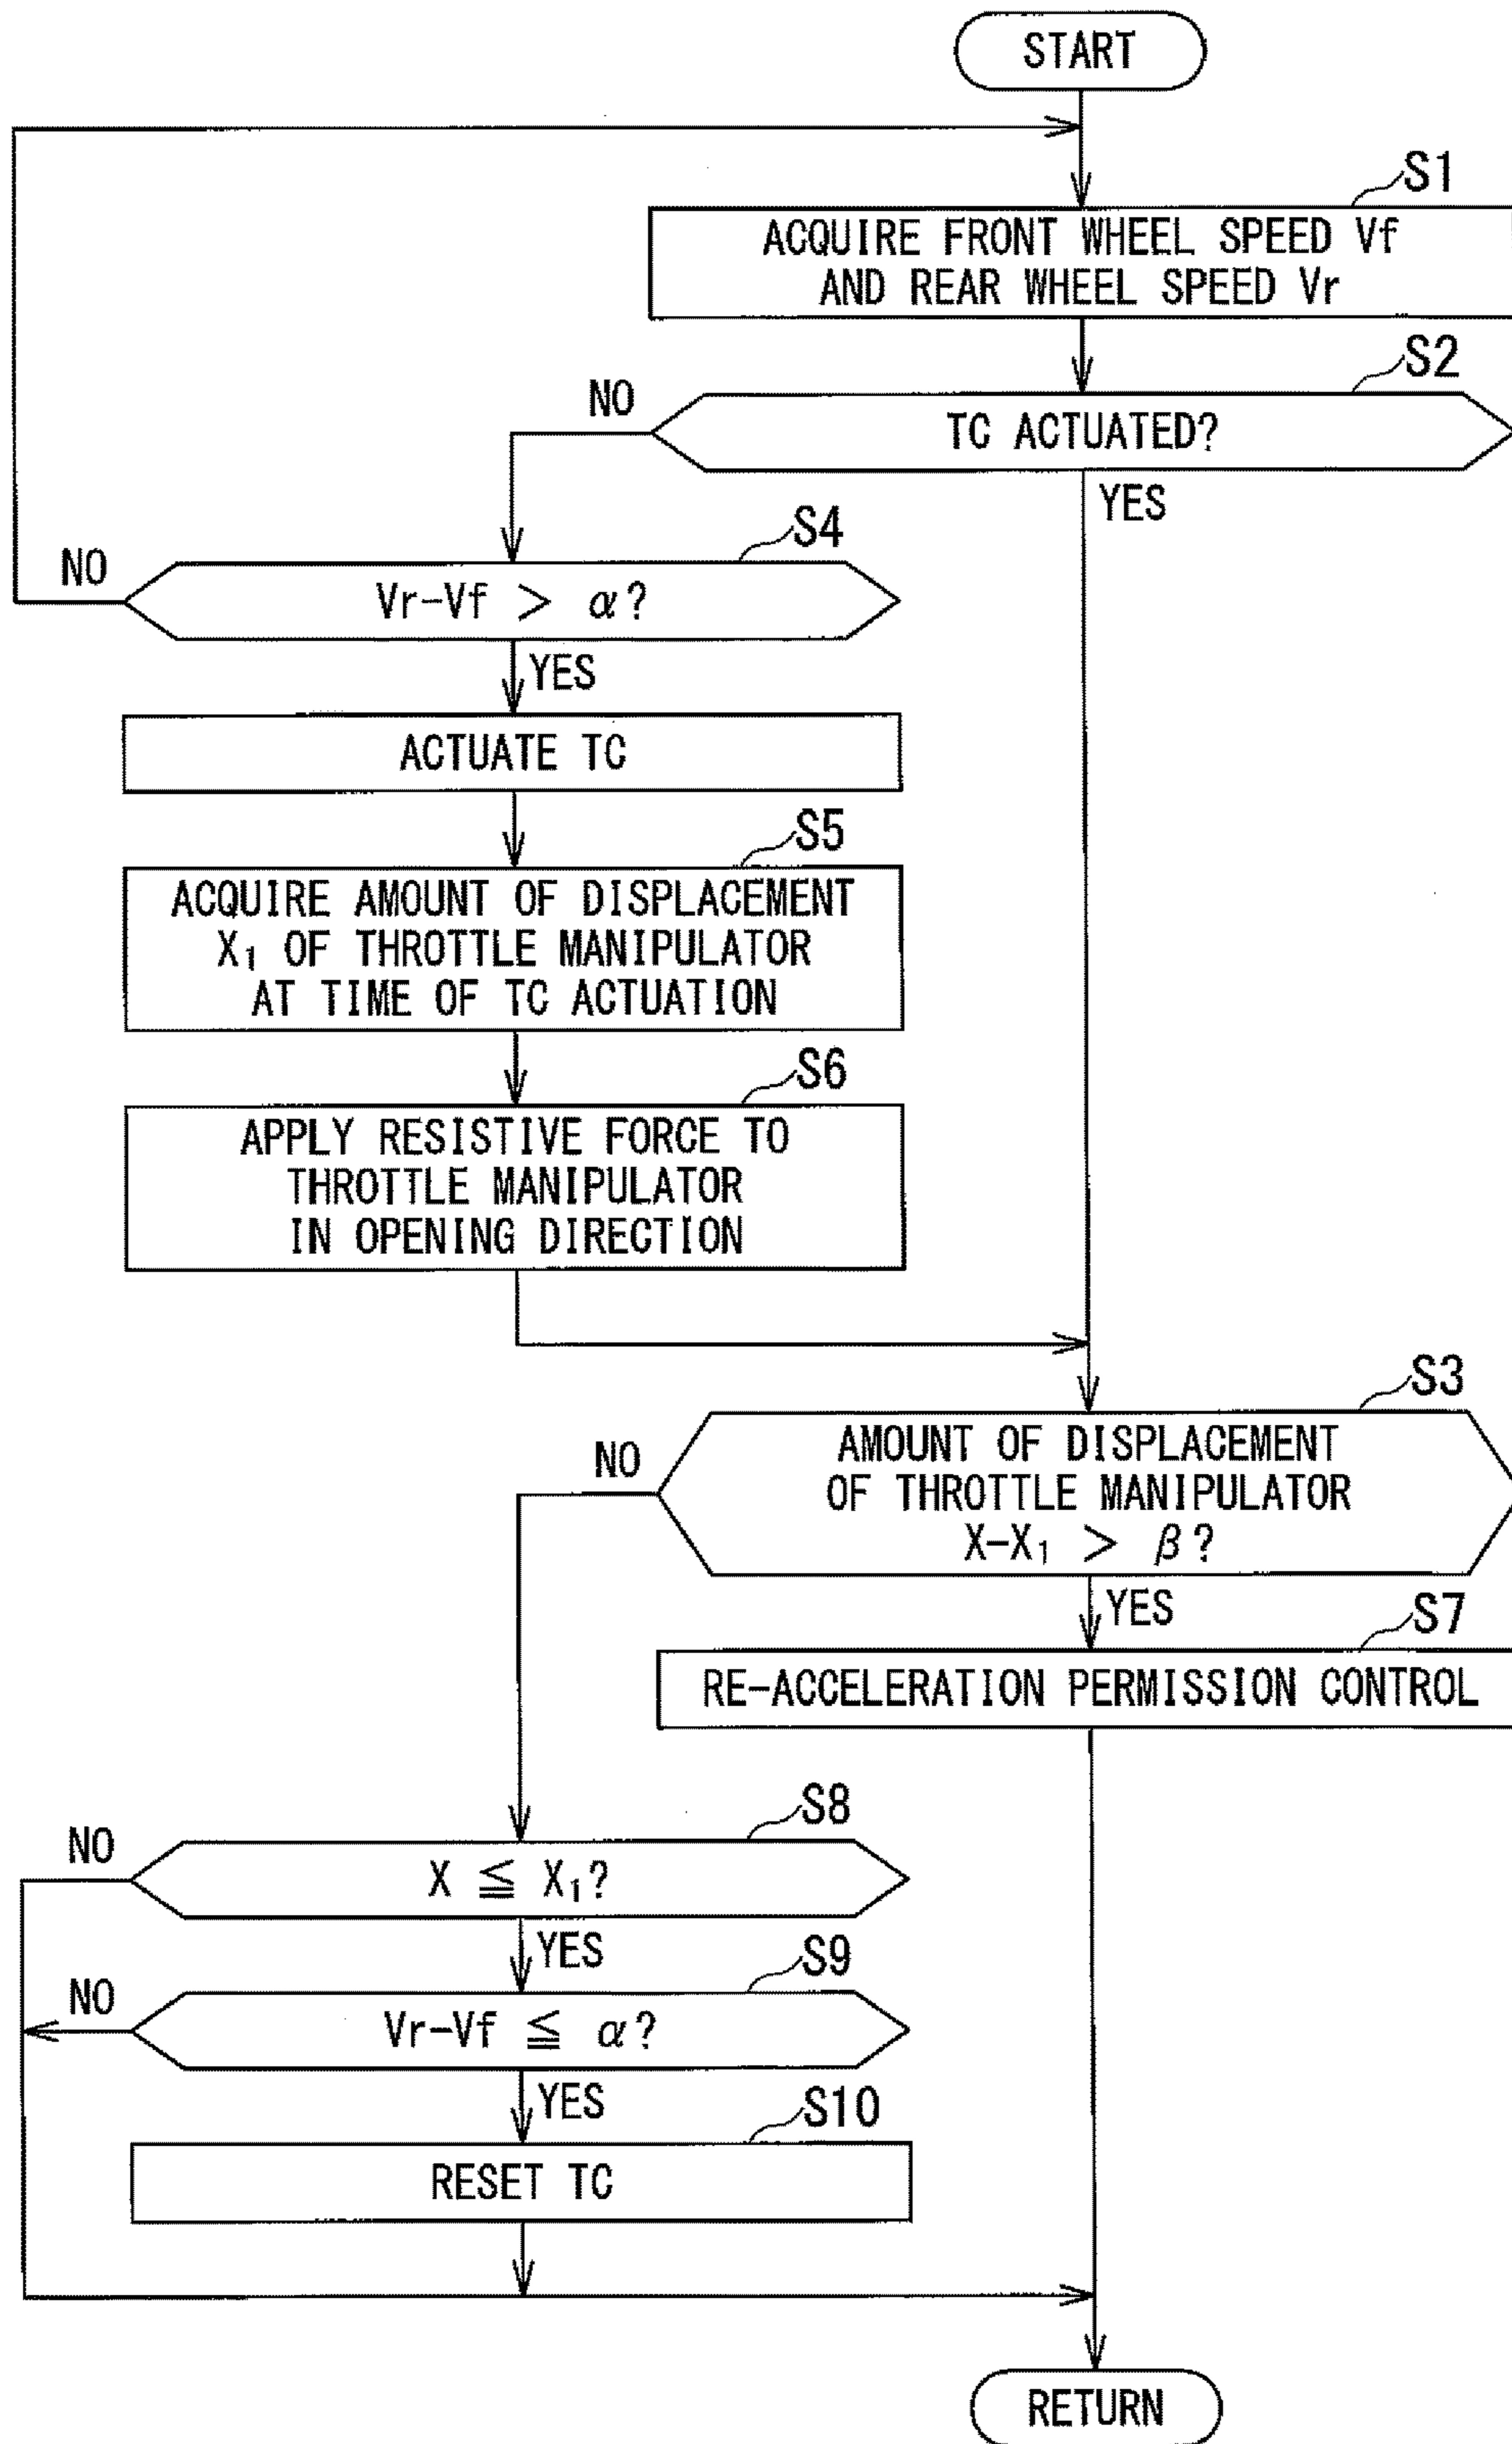 START
S1
ACQUIRE FRONT WHEEL SPEED Vf
AND REAR WHEEL SPEED Vr
S2
NO
TC ACTUATED?
YES
S4
NO
Vr-Vf > α?
YES
ACTUATE TC
S5
ACQUIRE AMOUNT OF DISPLACEMENT
X₁ OF THROTTLE MANIPULATOR
AT TIME OF TC ACTUATION
S6
APPLY RESISTIVE FORCE TO
THROTTLE MANIPULATOR
IN OPENING DIRECTION
S3
NO
AMOUNT OF DISPLACEMENT
OF THROTTLE MANIPULATOR
X-X₁ > β?
YES
S7
RE-ACCELERATION PERMISSION CONTROL
S8
NO
X ≦ X₁?
YES
S9
NO
Vr-Vf ≦ α?
YES
S10
RESET TC
RETURN